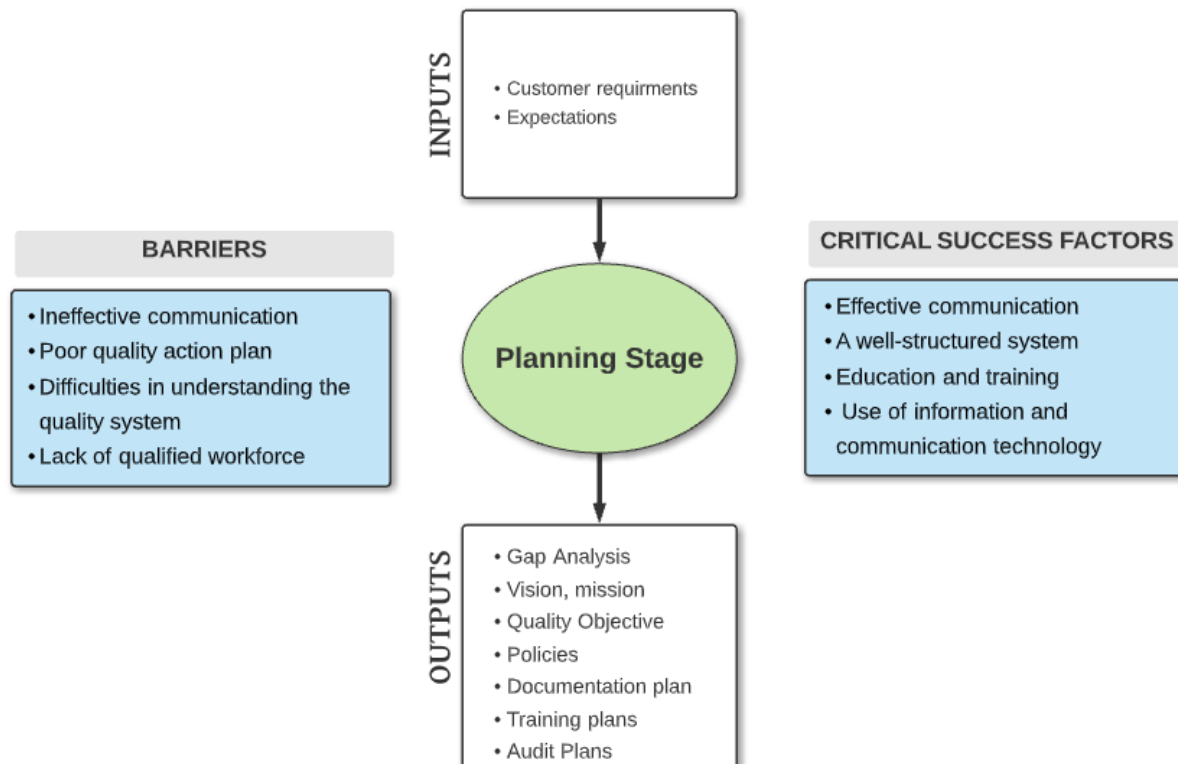 INPUTS
• Customer requirments
• Expectations
BARRIERS
• Ineffective communication
• Poor quality action plan
• Difficulties in understanding the
quality system
• Lack of qualified workforce
Planning Stage
CRITICAL SUCCESS FACTORS
• Effective communication
• A well-structured system
• Education and training
• Use of information and
communication technology
OUTPUTS
• Gap Analysis
• Vision, mission
• Quality Objective
• Policies
• Documentation plan
• Training plans
• Audit Plans